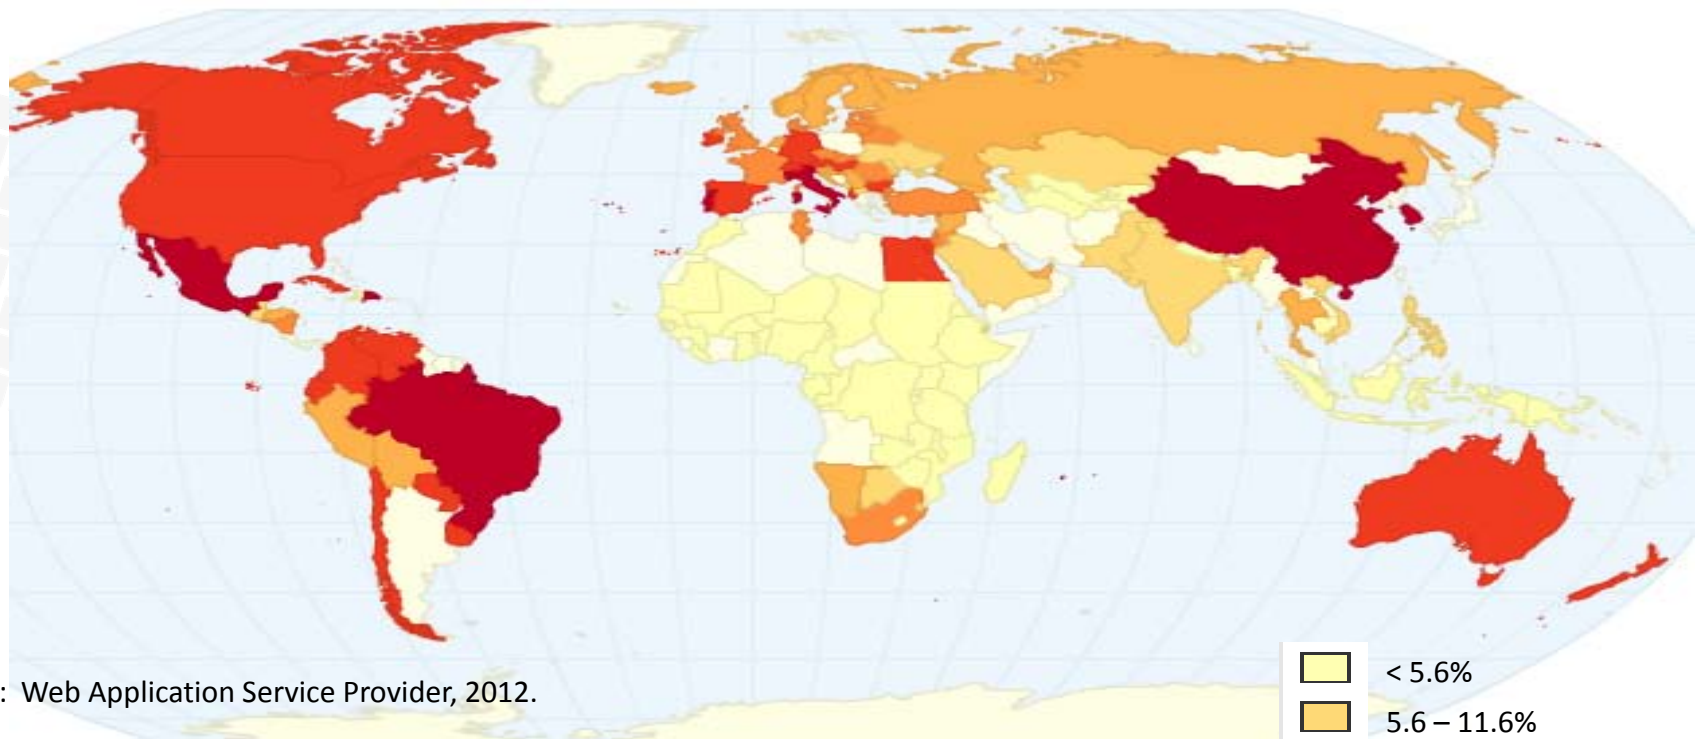 : Web Application Service Provider, 2012.
< 5.6%
5.6 – 11.6%